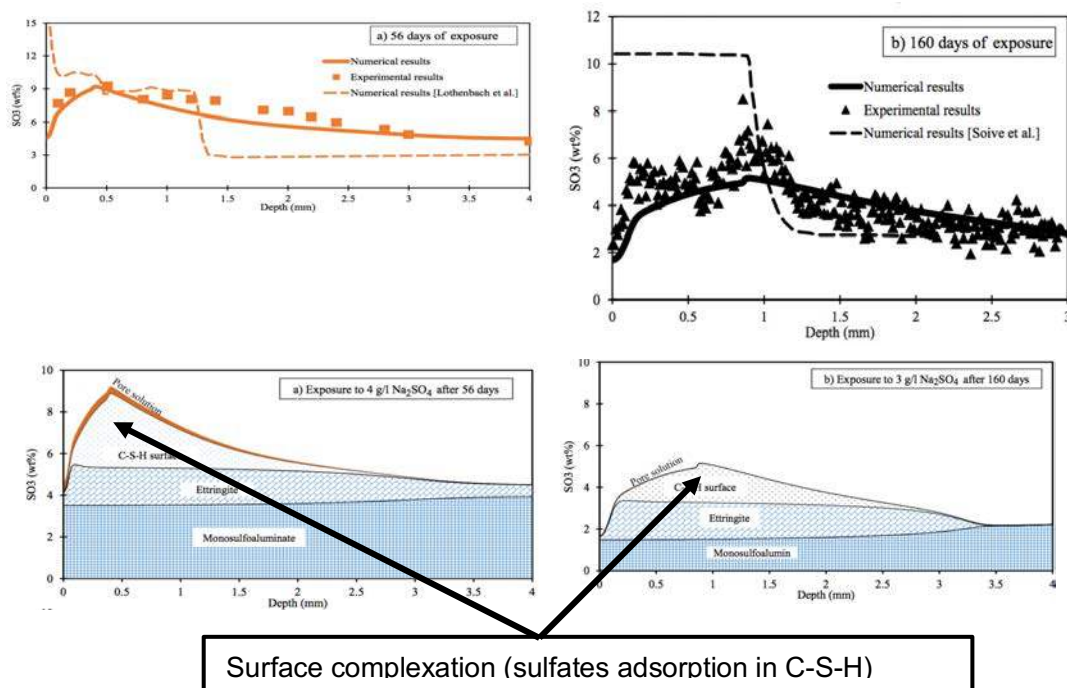 a) 56 days of exposure
Numerical results
Experimental results
Numerical results [Lothenbach et al.]
SO3 (wt%)
15
12
9
6
3
0
0 0.5 1 1.5 2 2.5 3 3.5 4
Depth (mm)
b) 160 days of exposure
Numerical results
Experimental results
Numerical results [Soive et al.]
SO3 (wt%)
12
10
8
6
4
2
0
0 0.5 1 1.5 2 2.5 3
Depth (mm)
a) Exposure to 4 g/l Na2SO4 after 56 days
Pore solution
C-S-H surface
Ettringite
Monosulfoaluminate
SO3 (wt%)
10
8
6
4
2
0
0 0.5 1 1.5 2 2.5 3 3.5 4
Depth (mm)
b) Exposure to 3 g/l Na2SO4 after 160 days
Pore solution
surface
Ettringite
Monosulfoalumin
SO3 (wt%)
10
8
6
4
2
0
0 0.5 1 1.5 2 2.5 3 3.5 4
Depth (mm)
Surface complexation (sulfates adsorption in C-S-H)